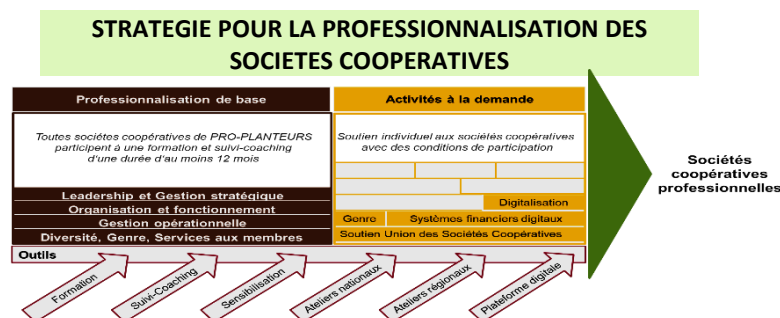 STRATEGIE POUR LA PROFESSIONNALISATION DES
SOCIETES COOPERATIVES
Professionnalisation de base
Toutes sociétés coopératives de PRO-PLANTEURS
participent à une formation et suivi-coaching
d'une durée d'au moins 12 mois
Leadership et Gestion stratégique
Organisation et fonctionnement
Gestion opérationnelle
Diversité, Genre, Services aux membres
Activités à la demande
Soutien individuel aux sociétés coopératives
avec des conditions de participation
Digitalisation
Genre
Systèmes financiers digitaux
Soutien Union des Sociétés Coopératives
Sociétés
coopératives
professionnelles
Outils
Formation
Suivi-Coaching
Sensibilisation
Ateliers nationaux
Ateliers régionaux
Plateforme digitale